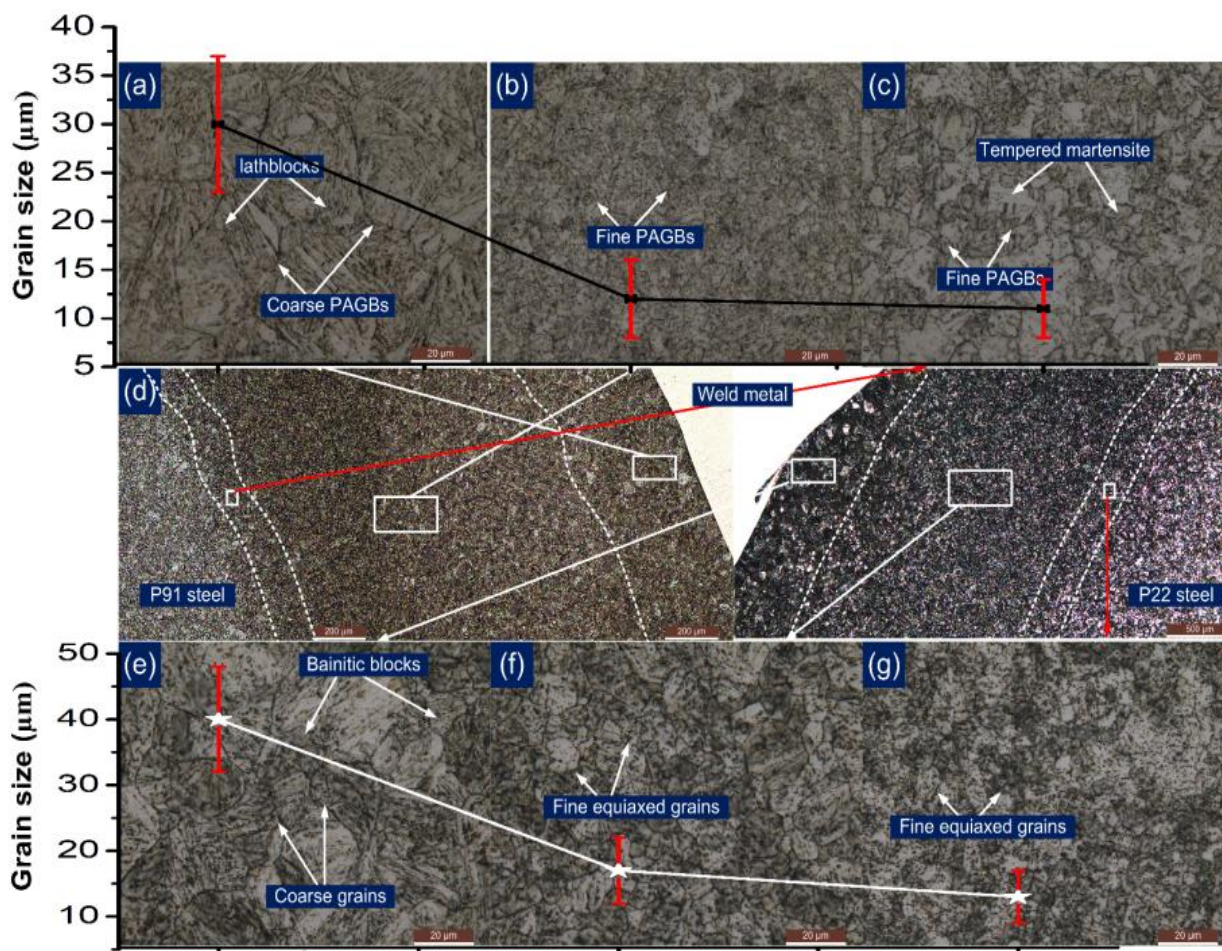 40
35
30
25
20
15
10
5
Grain size (μm)
(a)
lathblocks
Coarse PAGBs
20 μm
(b)
Fine PAGBs
20 μm
(c)
Tempered martensite
Fine PAGBs
20 μm
(d)
Weld metal
P91 steel
200 μm
200 μm
P22 steel
500 μm
50
40
30
20
10
Grain size (μm)
(e)
Bainitic blocks
Coarse grains
20 μm
(f)
Fine equiaxed grains
20 μm
(g)
Fine equiaxed grains
20 μm